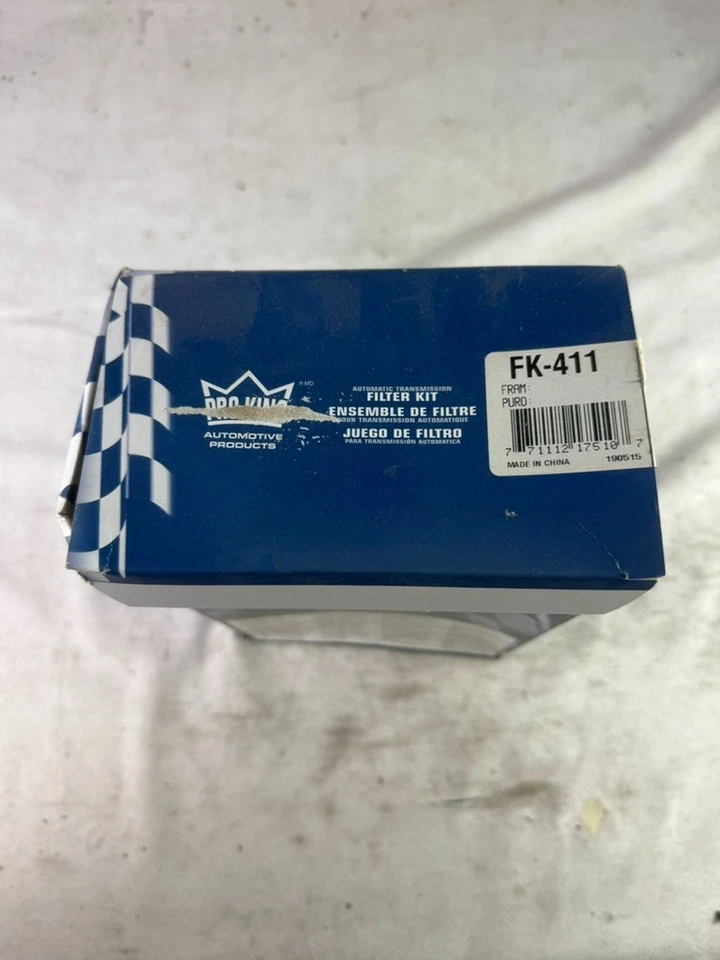 PRO KING
® MD
AUTOMOTIVE
PRODUCTS
AUTOMATIC TRANSMISSION
FILTER KIT
ENSEMBLE DE FILTRE
POUR TRANSMISSION AUTOMATIQUE
JUEGO DE FILTRO
PARA TRANSMISSION AUTOMATICA
FK-411
FRAM:
PURO:
7 71112 17510 7
MADE IN CHINA 190515